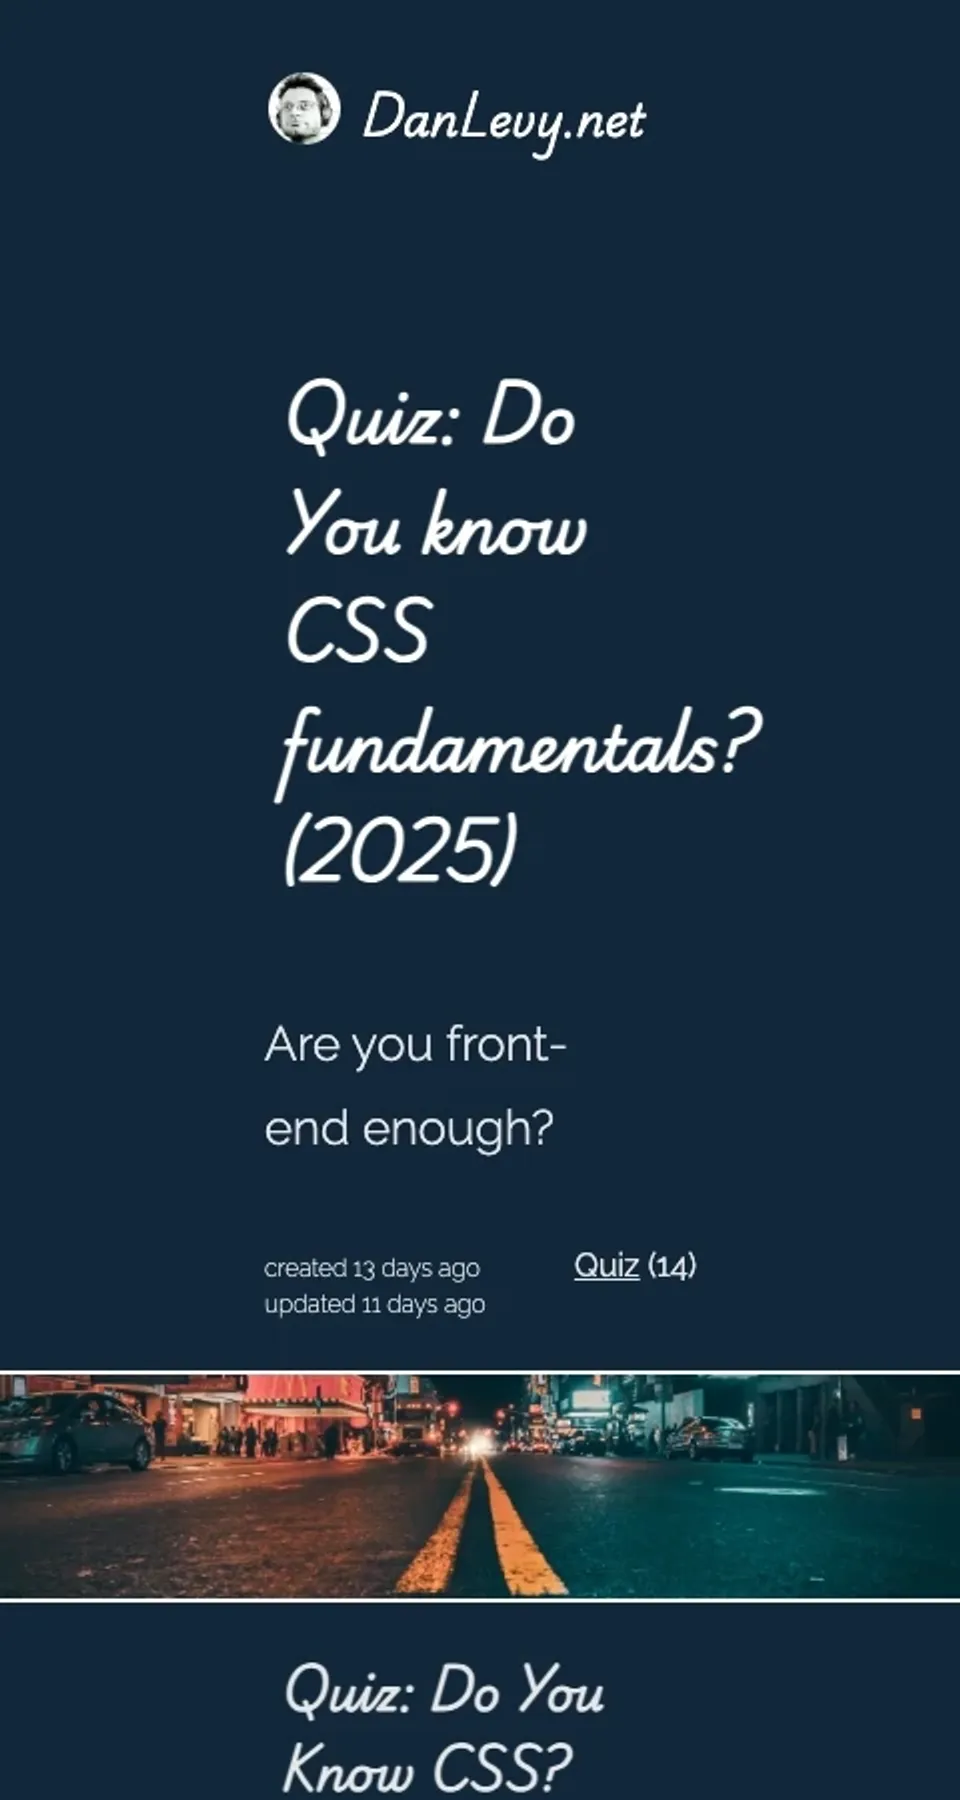 DanLevy.net
Quiz: Do
You know
CSS
fundamentals?
(2025)
Are you front-
end enough?
created 13 days ago
updated 11 days ago
Quiz (14)
Quiz: Do You
Know CSS?